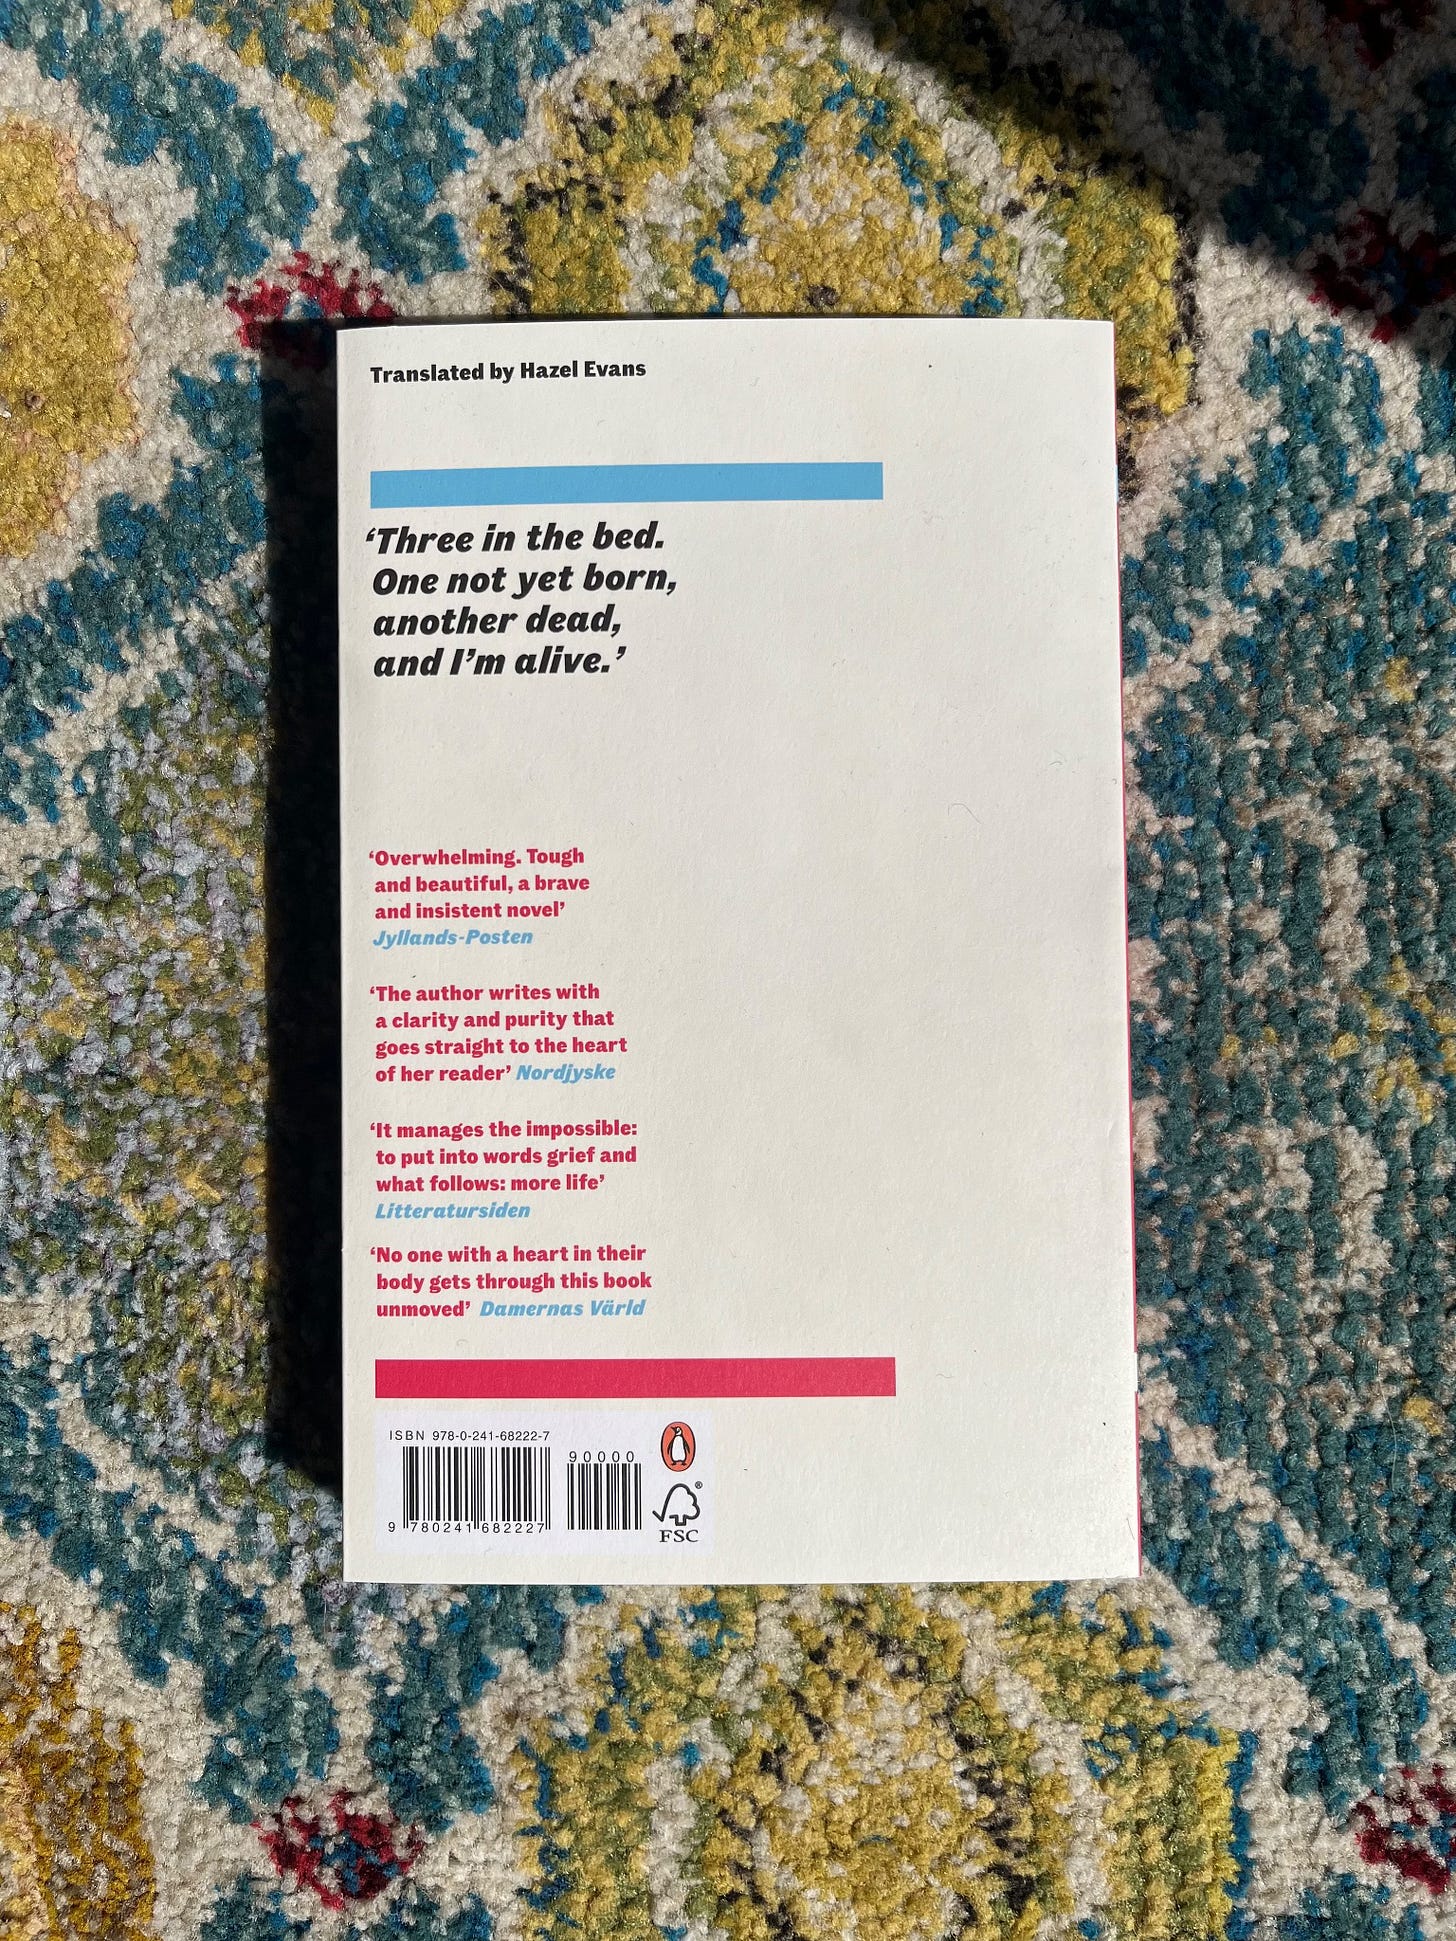 Translated by Hazel Evans
‘Three in the bed.
One not yet born,
another dead,
and I’m alive.’
‘Overwhelming. Tough
and beautiful, a brave
and insistent novel’
Jyllands-Posten
‘The author writes with
a clarity and purity that
goes straight to the heart
of her reader’ Nordjyske
‘It manages the impossible:
to put into words grief and
what follows: more life’
Litteratursiden
‘No one with a heart in their
body gets through this book
unmoved’ Damernas Värld
ISBN 978-0-241-68222-7
90000
9 780241 682227
®
FSC